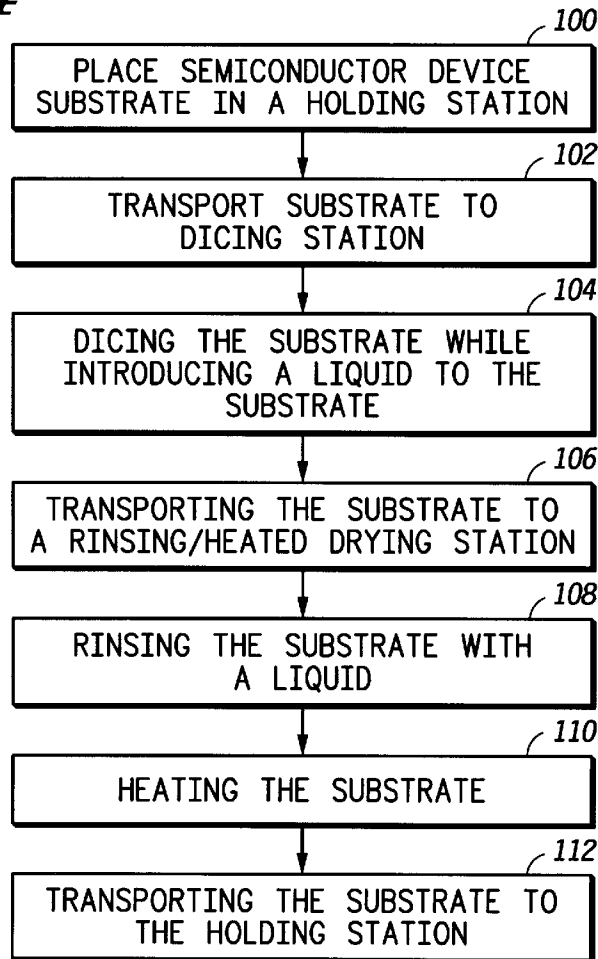 100
PLACE SEMICONDUCTOR DEVICE
SUBSTRATE IN A HOLDING STATION
102
TRANSPORT SUBSTRATE TO
DICING STATION
104
DICING THE SUBSTRATE WHILE
INTRODUCING A LIQUID TO THE
SUBSTRATE
106
TRANSPORTING THE SUBSTRATE TO
A RINSING/HEATED DRYING STATION
108
RINSING THE SUBSTRATE WITH
A LIQUID
110
HEATING THE SUBSTRATE
112
TRANSPORTING THE SUBSTRATE TO
THE HOLDING STATION